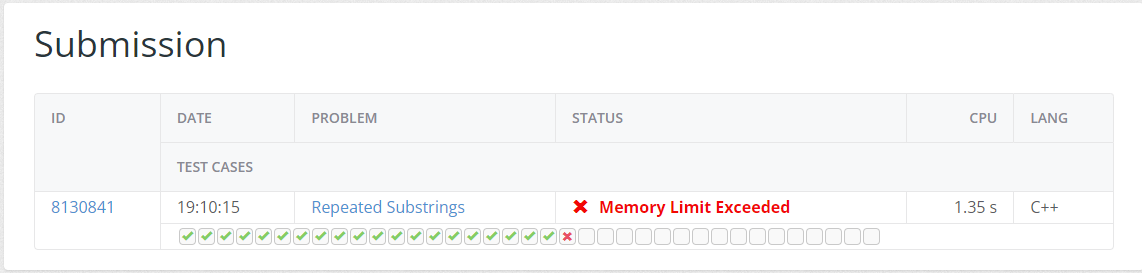 Submission
ID DATE PROBLEM STATUS CPU LANG
TEST CASES
8130841 19:10:15 Repeated Substrings Memory Limit Exceeded 1.35 s C++